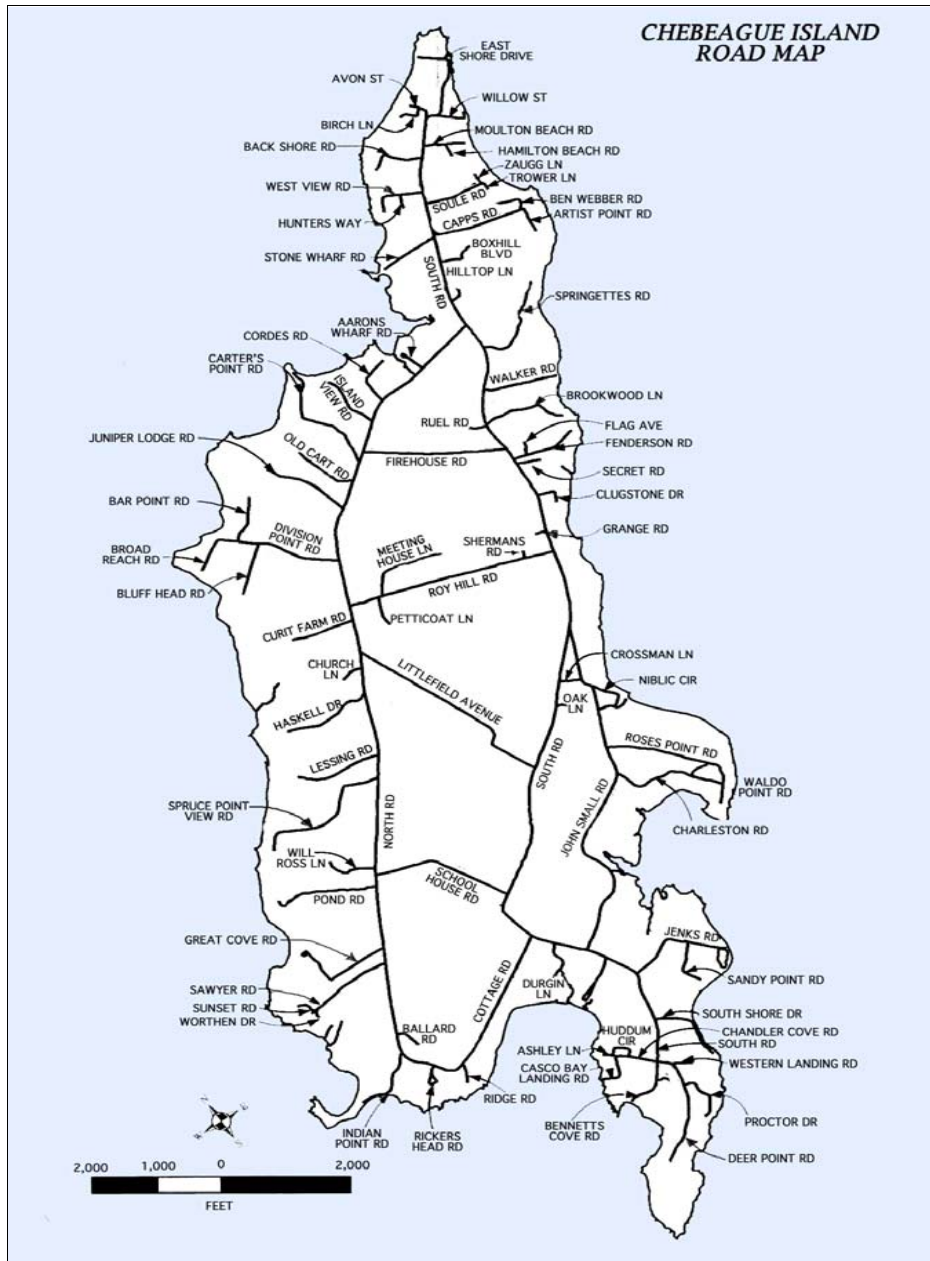 CHEBEAGUE ISLAND
ROAD MAP
EAST
SHORE DRIVE
AVON ST
WILLOW ST
BIRCH LN
MOULTON BEACH RD
BACK SHORE RD
HAMILTON BEACH RD
ZAUGG LN
TROWER LN
WEST VIEW RD
SOULE RD
BEN WEBBER RD
HUNTERS WAY
CAPPS RD
ARTIST POINT RD
STONE WHARF RD
BOXHILL
BLVD
SOUTH RD
HILLTOP LN
SPRINGETTES RD
AARONS
WHARF RD
CORDES RD
CARTER'S
POINT RD
ISLAND
VIEW RD
WALKER RD
BROOKWOOD LN
RUEL RD
FLAG AVE
JUNIPER LODGE RD
OLD CART RD
FIREHOUSE RD
FENDERSON RD
SECRET RD
CLUGSTONE DR
BAR POINT RD
DIVISION
POINT RD
GRANGE RD
MEETING
HOUSE LN
SHERMANS
RD
BROAD
REACH RD
BLUFF HEAD RD
ROY HILL RD
CURIT FARM RD
PETTICOAT LN
CROSSMAN LN
CHURCH
LN
LITTLEFIELD AVENUE
NIBLIC CIR
OAK
LN
HASKELL DR
ROSES POINT RD
LESSING RD
SOUTH RD
WALDO
POINT RD
SPRUCE POINT
VIEW RD
NORTH RD
JOHN SMALL RD
CHARLESTON RD
WILL
ROSS LN
SCHOOL
HOUSE RD
POND RD
GREAT COVE RD
JENKS RD
SANDY POINT RD
SAWYER RD
COTTAGE RD
DURGIN
LN
SUNSET RD
WORTHEN DR
SOUTH SHORE DR
BALLARD
RD
HUDDUM
CIR
CHANDLER COVE RD
SOUTH RD
ASHLEY LN
WESTERN LANDING RD
CASCO BAY
LANDING RD
RIDGE RD
BENNETTS
COVE RD
PROCTOR DR
INDIAN
POINT RD
RICKERS
HEAD RD
DEER POINT RD
2,000 1,000 0 2,000
FEET